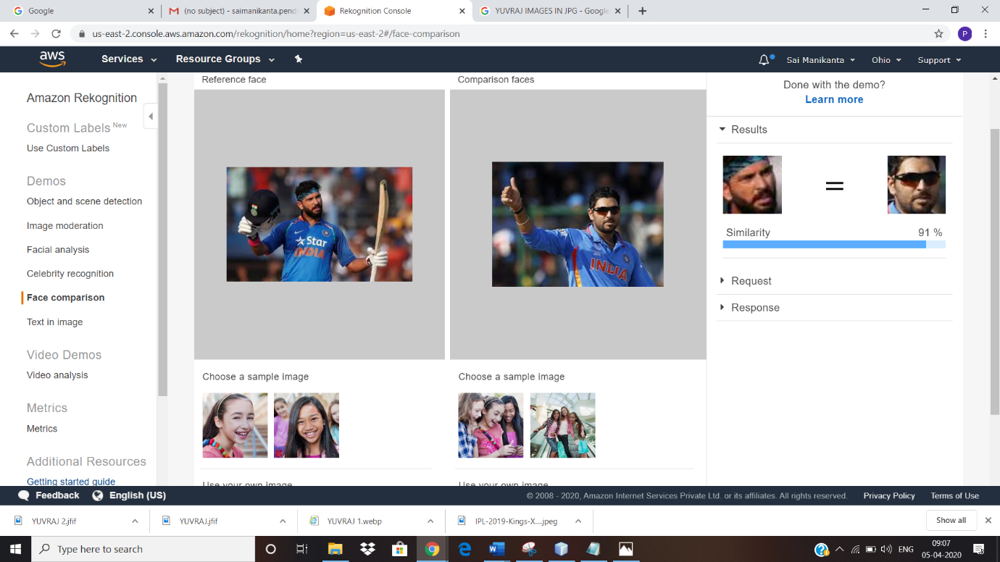 Google
(no subject) - saimanikanta.pend
Rekognition Console
YUVRAJ IMAGES IN JPG - Google
us-east-2.console.aws.amazon.com/rekognition/home?region=us-east-2#/face-comparison
P
aws
Services
Resource Groups
Sai Manikanta
Ohio
Support
Amazon Rekognition
Custom Labels New
Use Custom Labels
Demos
Object and scene detection
Image moderation
Facial analysis
Celebrity recognition
Face comparison
Text in image
Video Demos
Video analysis
Metrics
Metrics
Additional Resources
Getting started guide
Reference face
Comparison faces
Star
INDIA
INDIA
Choose a sample image
Choose a sample image
Use your own image
Use your own image
Done with the demo?
Learn more
Results
=
Similarity 91 %
Request
Response
Feedback
English (US)
© 2008 - 2020, Amazon Internet Services Private Ltd. or its affiliates. All rights reserved.
Privacy Policy
Terms of Use
YUVRAJ 2.jfif
YUVRAJ.jfif
YUVRAJ 1.webp
IPL-2019-Kings-X....jpeg
Show all
Type here to search
ENG
09:07
05-04-2020